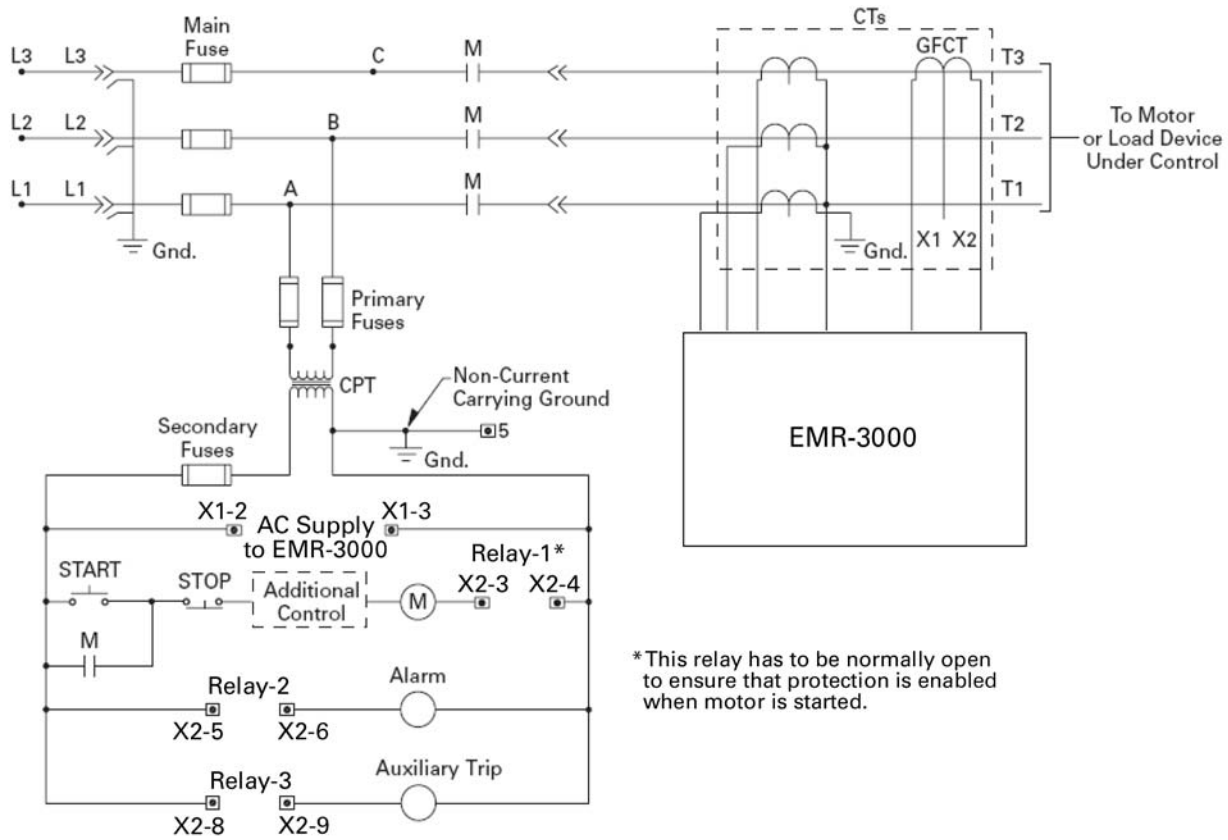 CTs
Main
Fuse
L3 L3 C M GFCT T3
L2 L2 B M T2
To Motor
or Load Device
Under Control
L1 L1 A M T1
Gnd.
Gnd. X1 X2
Primary
Fuses
CPT
Non-Current
Carrying Ground
5
Gnd.
Secondary
Fuses
EMR-3000
X1-2 AC Supply X1-3
to EMR-3000
Relay-1*
START STOP Additional X2-3 X2-4
Control M
M
*This relay has to be normally open
to ensure that protection is enabled
when motor is started.
Relay-2 Alarm
X2-5 X2-6
Relay-3 Auxiliary Trip
X2-8 X2-9